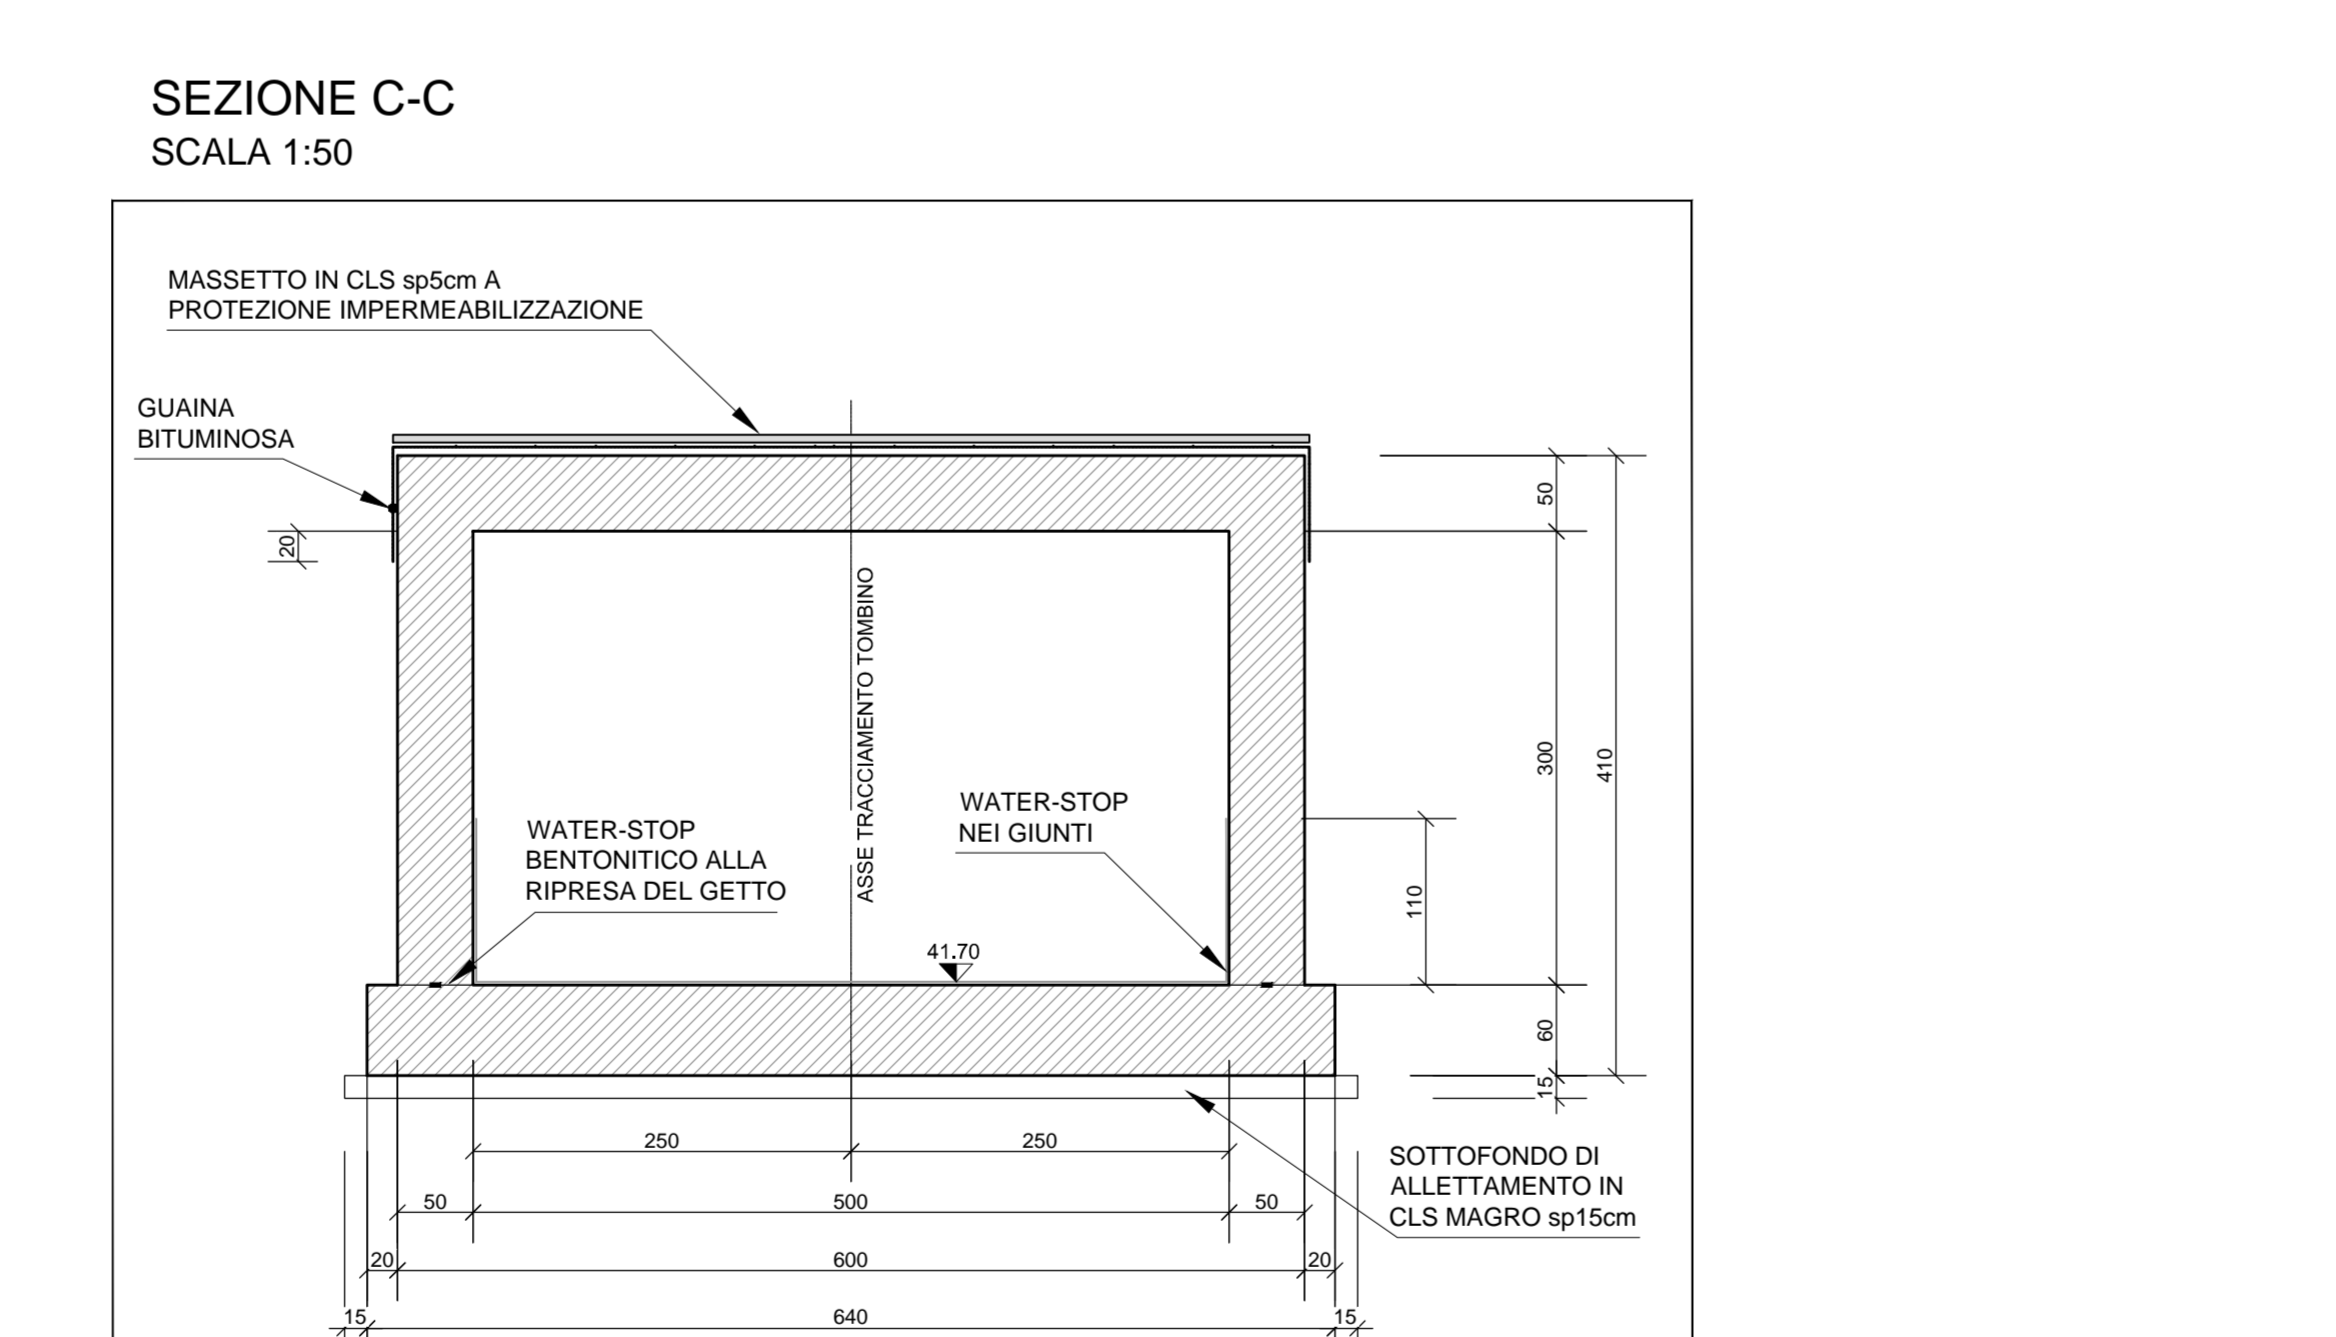 SEZIONE C-C
SCALA 1:50
MASSETTO IN CLS sp5cm A
PROTEZIONE IMPERMEABILIZZAZIONE
GUAINA
BITUMINOSA
20
50
300
410
ASSE TRACCIAMENTO TOMBINO
WATER-STOP
BENTONITICO ALLA
RIPRESA DEL GETTO
WATER-STOP
NEI GIUNTI
110
41.70
60
15
250
250
SOTTOFONDO DI
ALLETTAMENTO IN
CLS MAGRO sp15cm
50
500
50
20
600
20
15
640
15